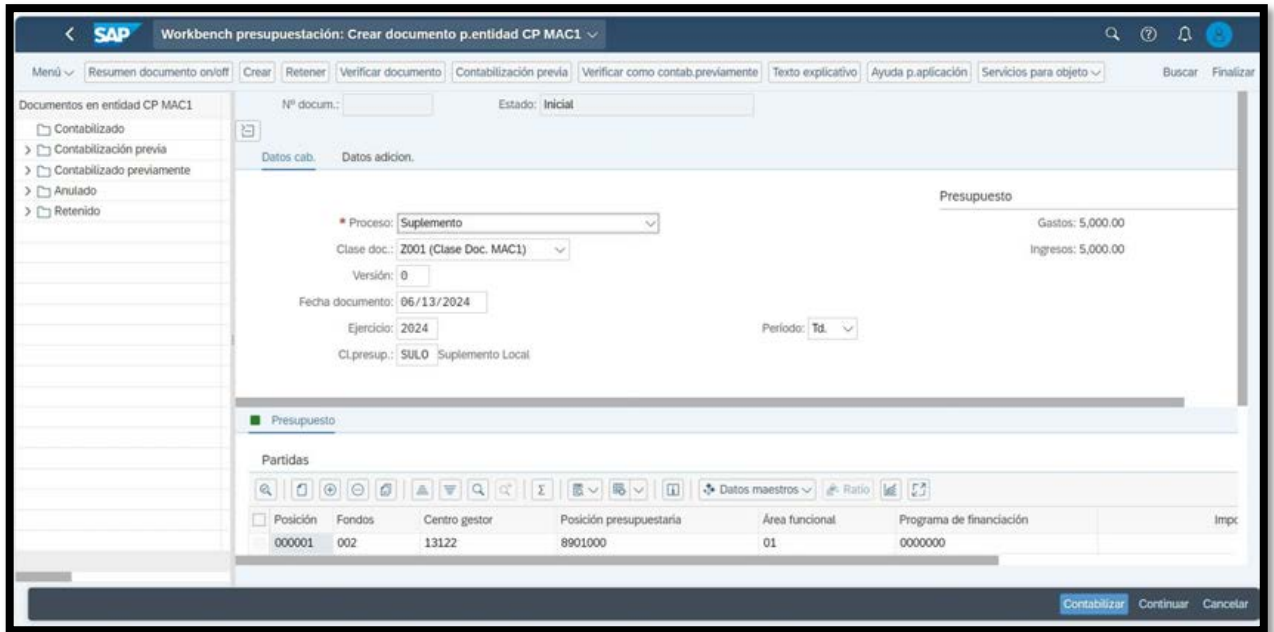 SAP Workbench presupuestación: Crear documento p.entidad CP MAC1
Menú Resumen documento on/off Crear Retener Verificar documento Contabilización previa Verificar como contab.previamente Texto explicativo Ayuda p.aplicación Servicios para objeto Buscar Finalizar
Documentos en entidad CP MAC1
Contabilizado
Contabilización previa
Contabilizado previamente
Anulado
Retenido
Nº docum.: Estado: Inicial
Datos cab. Datos adicion.
Presupuesto
* Proceso: Suplemento Gastos: 5,000.00
Clase doc.: Z001 (Clase Doc. MAC1) Ingresos: 5,000.00
Versión: 0
Fecha documento: 06/13/2024
Ejercicio: 2024 Período: Td.
Cl.presup.: SULO Suplemento Local
Presupuesto
Partidas
Datos maestros Ratio
Posición Fondos Centro gestor Posición presupuestaria Área funcional Programa de financiación Impo
000001 002 13122 8901000 01 0000000
Contabilizar Continuar Cancelar